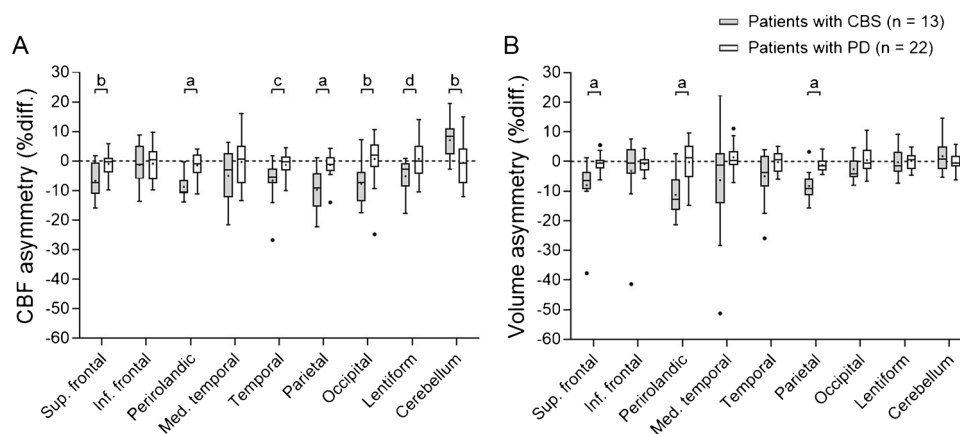 Patients with CBS (n = 13)
Patients with PD (n = 22)
A
CBF asymmetry (%diff.)
30
20
10
0
-10
-20
-30
-40
-50
-60
b
a
c
a
b
d
b
Sup. frontal
Inf. frontal
Perirolandic
Med. temporal
Temporal
Parietal
Occipital
Lentiform
Cerebellum
B
Volume asymmetry (%diff.)
30
20
10
0
-10
-20
-30
-40
-50
-60
a
a
a
Sup. frontal
Inf. frontal
Perirolandic
Med. temporal
Temporal
Parietal
Occipital
Lentiform
Cerebellum